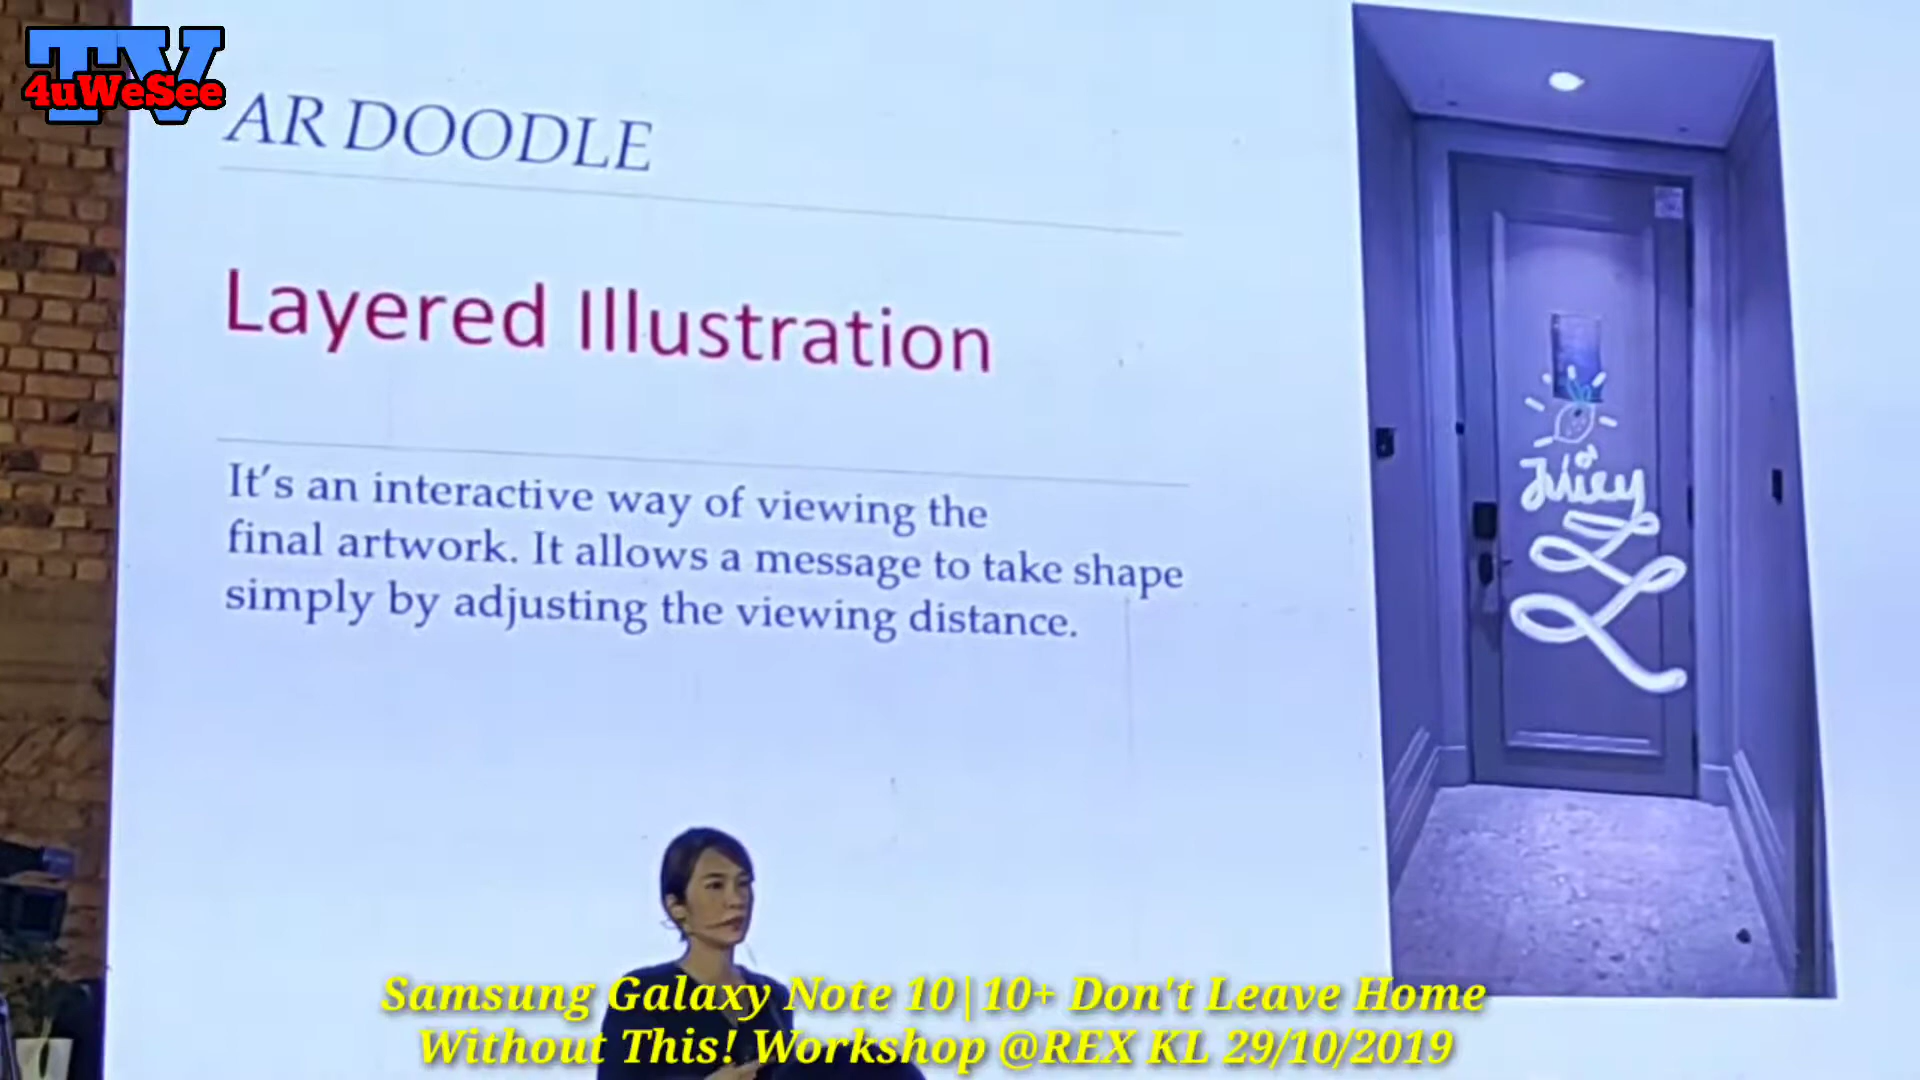 TV
4uWeSee
AR DOODLE
Layered Illustration
It's an interactive way of viewing the
final artwork. It allows a message to take shape
simply by adjusting the viewing distance.
Juicy
Samsung Galaxy Note 10|10+ Don't Leave Home
Without This! Workshop @REX KL 29/10/2019